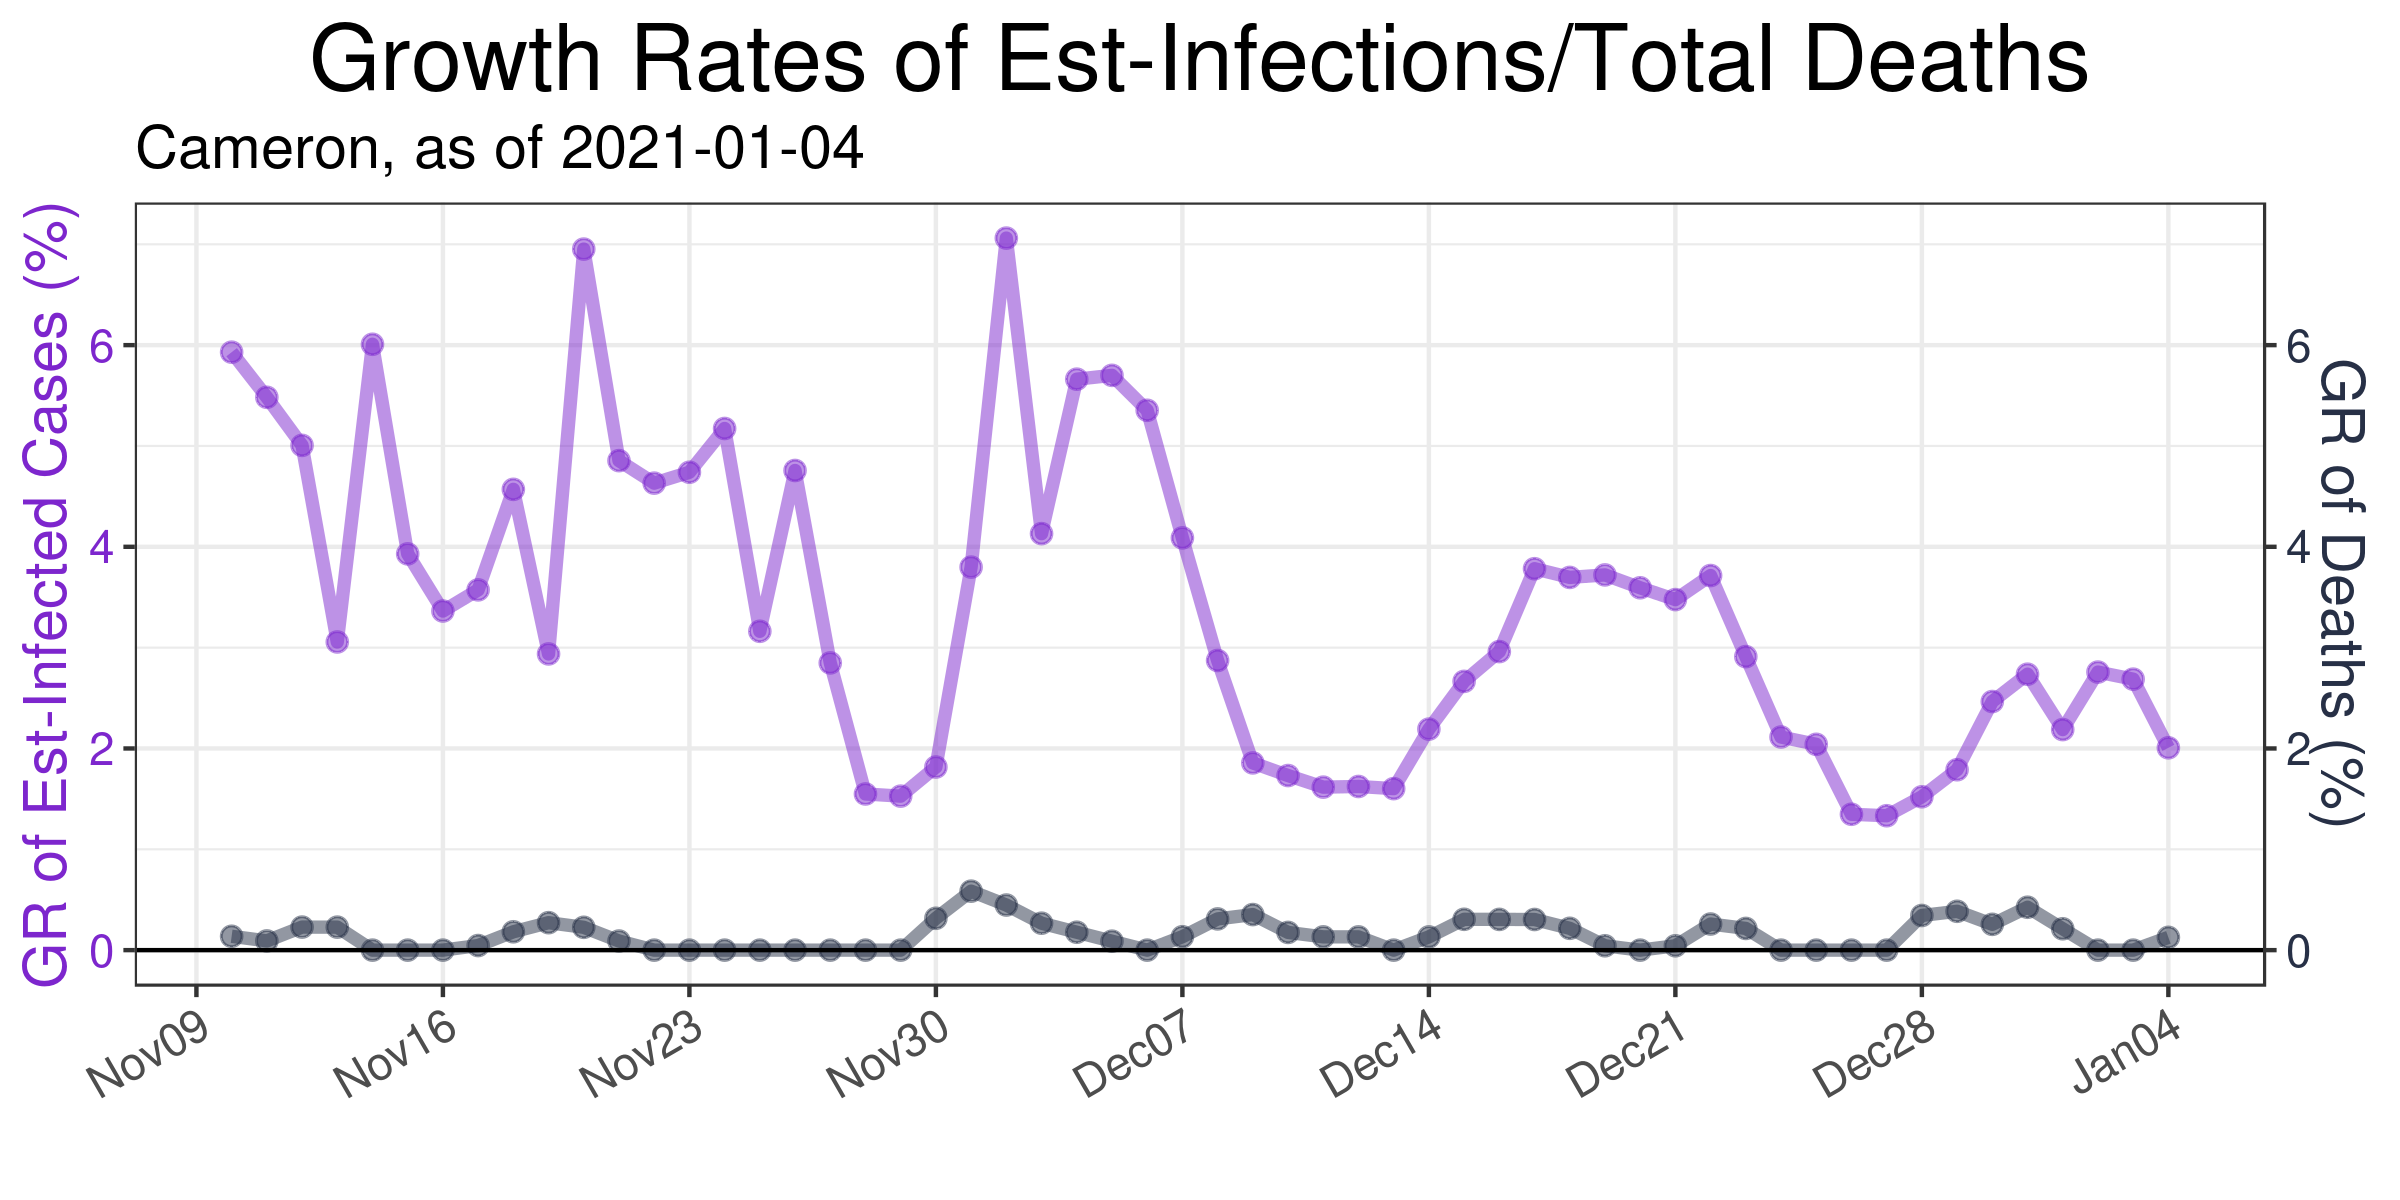 Growth Rates of Est-Infections/Total Deaths
Cameron, as of 2021-01-04
GR of Est-Infected Cases (%)
6
4
2
0
6
4
2
0
GR of Deaths (%)
Nov09
Nov16
Nov23
Nov30
Dec07
Dec14
Dec21
Dec28
Jan04